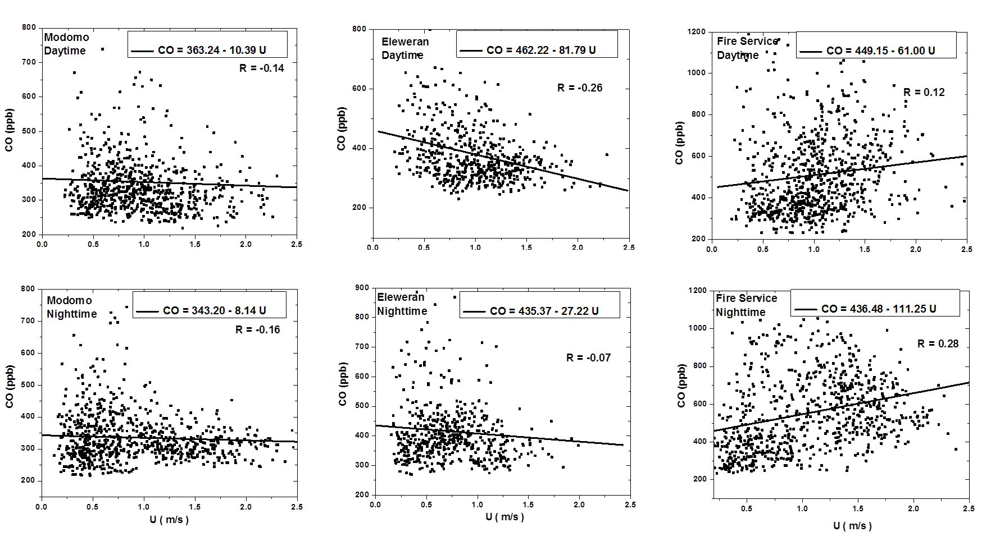 Modomo
Daytime
CO = 363.24 - 10.39 U
R = -0.14
CO (ppb)
800
700
600
500
400
300
200
0.0 0.5 1.0 1.5 2.0 2.5
Eleweran
Daytime
CO = 462.22 - 81.79 U
R = -0.26
CO (ppb)
800
600
400
200
0.0 0.5 1.0 1.5 2.0 2.5
Fire Service
Daytime
CO = 449.15 - 61.00 U
R = 0.12
CO (ppb)
1200
1000
800
600
400
200
0.0 0.5 1.0 1.5 2.0 2.5
Modomo
Nighttime
CO = 343.20 - 8.14 U
R = -0.16
CO (ppb)
800
700
600
500
400
300
200
0.0 0.5 1.0 1.5 2.0 2.5
U ( m/s )
Eleweran
Nighttime
CO = 435.37 - 27.22 U
R = -0.07
CO (ppb)
900
800
700
600
500
400
300
200
0.0 0.5 1.0 1.5 2.0 2.5
U ( m/s )
Fire Service
Nighttime
CO = 436.48 - 111.25 U
R = 0.28
CO (ppb)
1200
1000
800
600
400
200
0.5 1.0 1.5 2.0 2.5
U ( m/s )